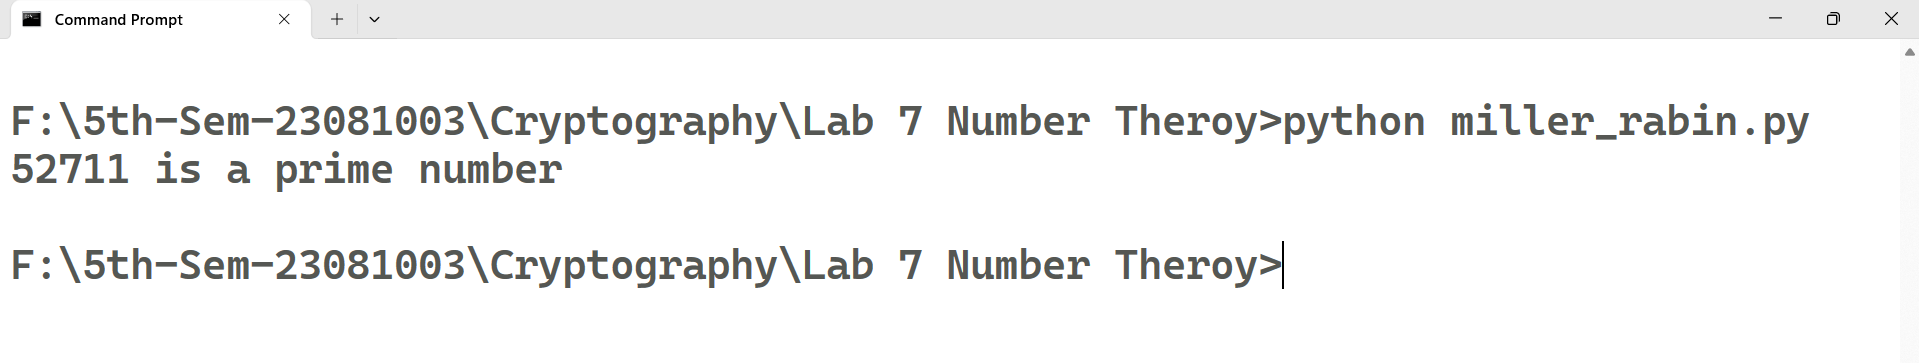 Command Prompt
F:\5th-Sem-23081003\Cryptography\Lab 7 Number Theroy>python miller_rabin.py
52711 is a prime number
F:\5th-Sem-23081003\Cryptography\Lab 7 Number Theroy>